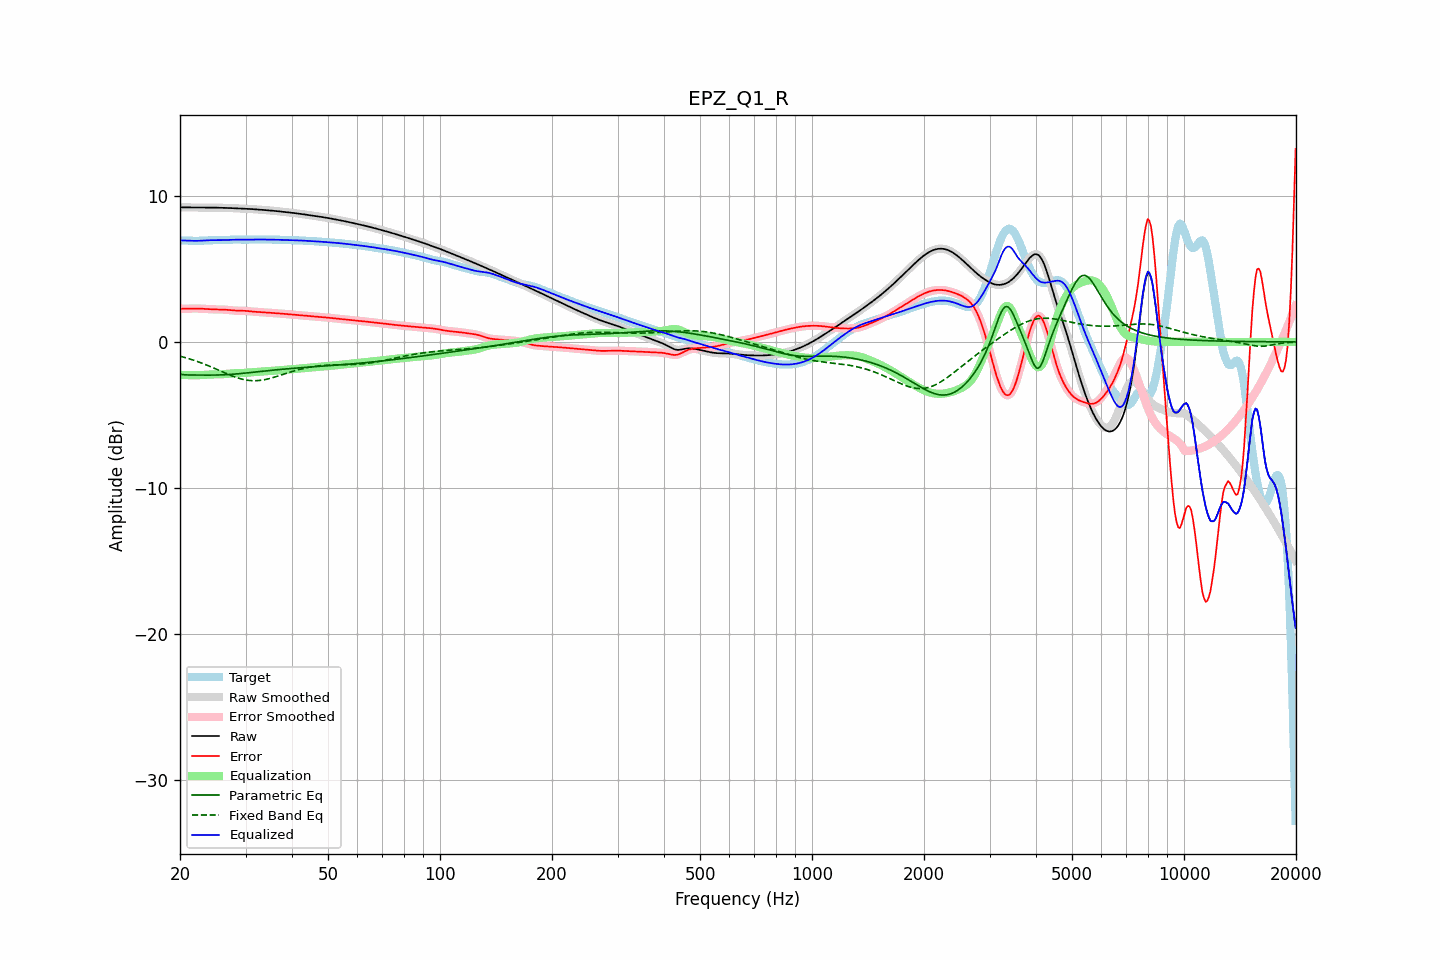 EPZ_Q1_R
Amplitude (dBr)
10
0
−10
−20
−30
Target
Raw Smoothed
Error Smoothed
Raw
Error
Equalization
Parametric Eq
Fixed Band Eq
Equalized
20 50 100 200 500 1000 2000 5000 10000 20000
Frequency (Hz)